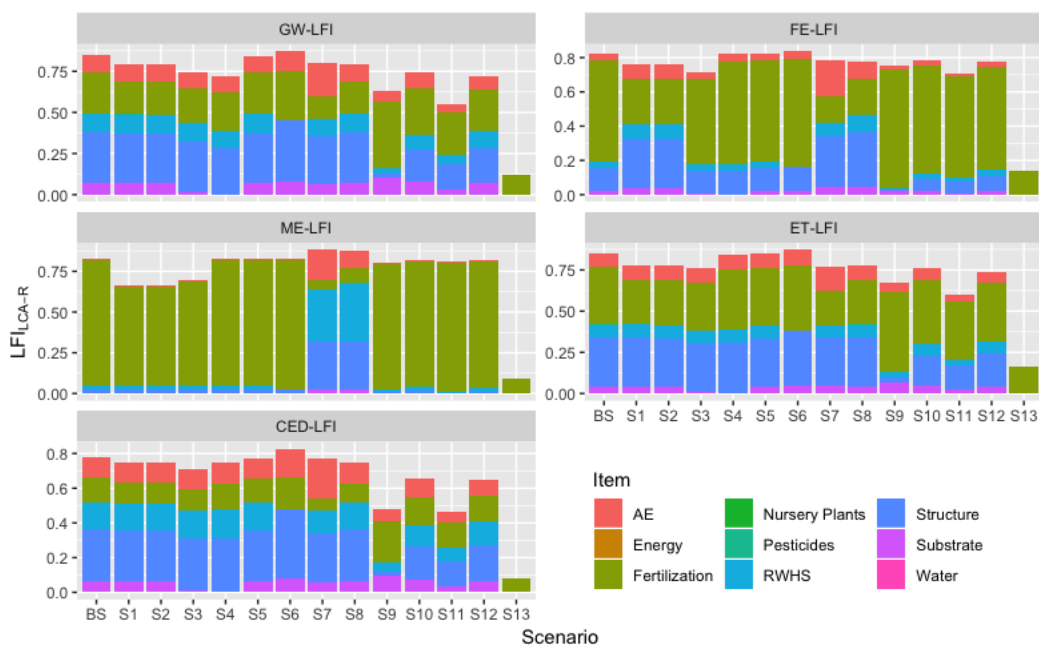 GW-LFI
0.75
0.50
0.25
0.00
FE-LFI
0.8
0.6
0.4
0.2
0.0
ME-LFI
0.75
0.50
0.25
0.00
ET-LFI
0.75
0.50
0.25
0.00
BS S1 S2 S3 S4 S5 S6 S7 S8 S9 S10 S11 S12 S13
CED-LFI
0.8
0.6
0.4
0.2
0.0
BS S1 S2 S3 S4 S5 S6 S7 S8 S9 S10 S11 S12 S13
LFI LCA-R
Scenario
Item
AE Nursery Plants Structure
Energy Pesticides Substrate
Fertilization RWHS Water